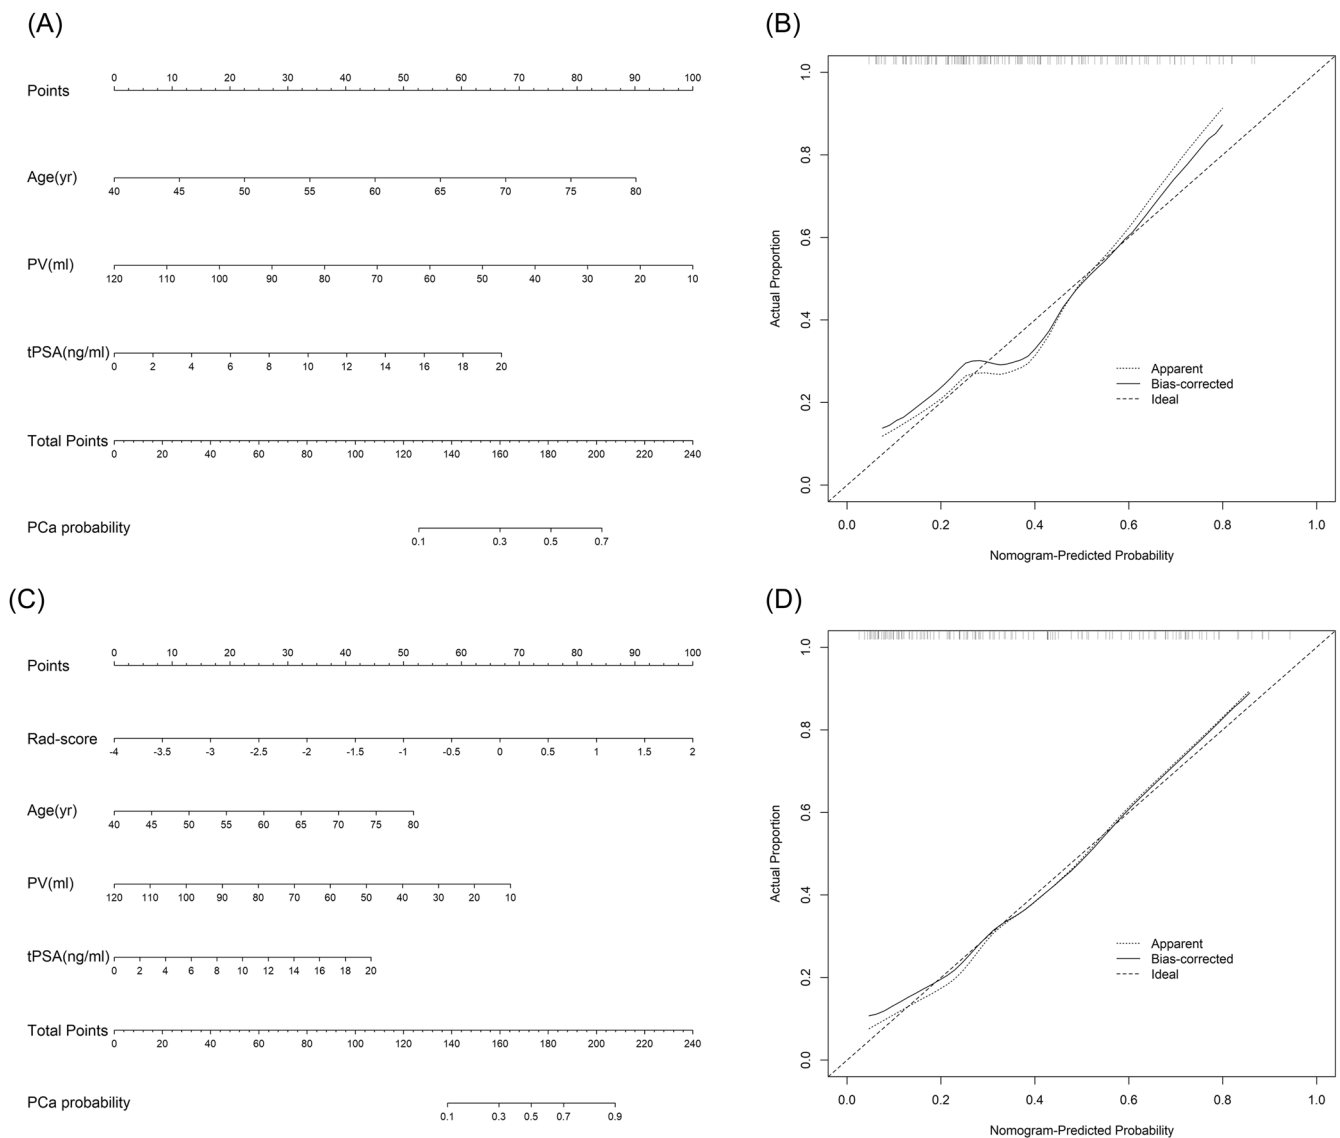 (A)
Points
0 10 20 30 40 50 60 70 80 90 100
Age(yr)
40 45 50 55 60 65 70 75 80
PV(ml)
120 110 100 90 80 70 60 50 40 30 20 10
tPSA(ng/ml)
0 2 4 6 8 10 12 14 16 18 20
Total Points
0 20 40 60 80 100 120 140 160 180 200 220 240
PCa probability
0.1 0.3 0.5 0.7
(B)
Actual Proportion
1.0
0.8
0.6
0.4
0.2
0.0
Apparent
Bias-corrected
Ideal
0.0 0.2 0.4 0.6 0.8 1.0
Nomogram-Predicted Probability
(C)
Points
0 10 20 30 40 50 60 70 80 90 100
Rad-score
-4 -3.5 -3 -2.5 -2 -1.5 -1 -0.5 0 0.5 1 1.5 2
Age(yr)
40 45 50 55 60 65 70 75 80
PV(ml)
120 110 100 90 80 70 60 50 40 30 20 10
tPSA(ng/ml)
0 2 4 6 8 10 12 14 16 18 20
Total Points
0 20 40 60 80 100 120 140 160 180 200 220 240
PCa probability
0.1 0.3 0.5 0.7 0.9
(D)
Actual Proportion
1.0
0.8
0.6
0.4
0.2
0.0
Apparent
Bias-corrected
Ideal
0.0 0.2 0.4 0.6 0.8 1.0
Nomogram-Predicted Probability